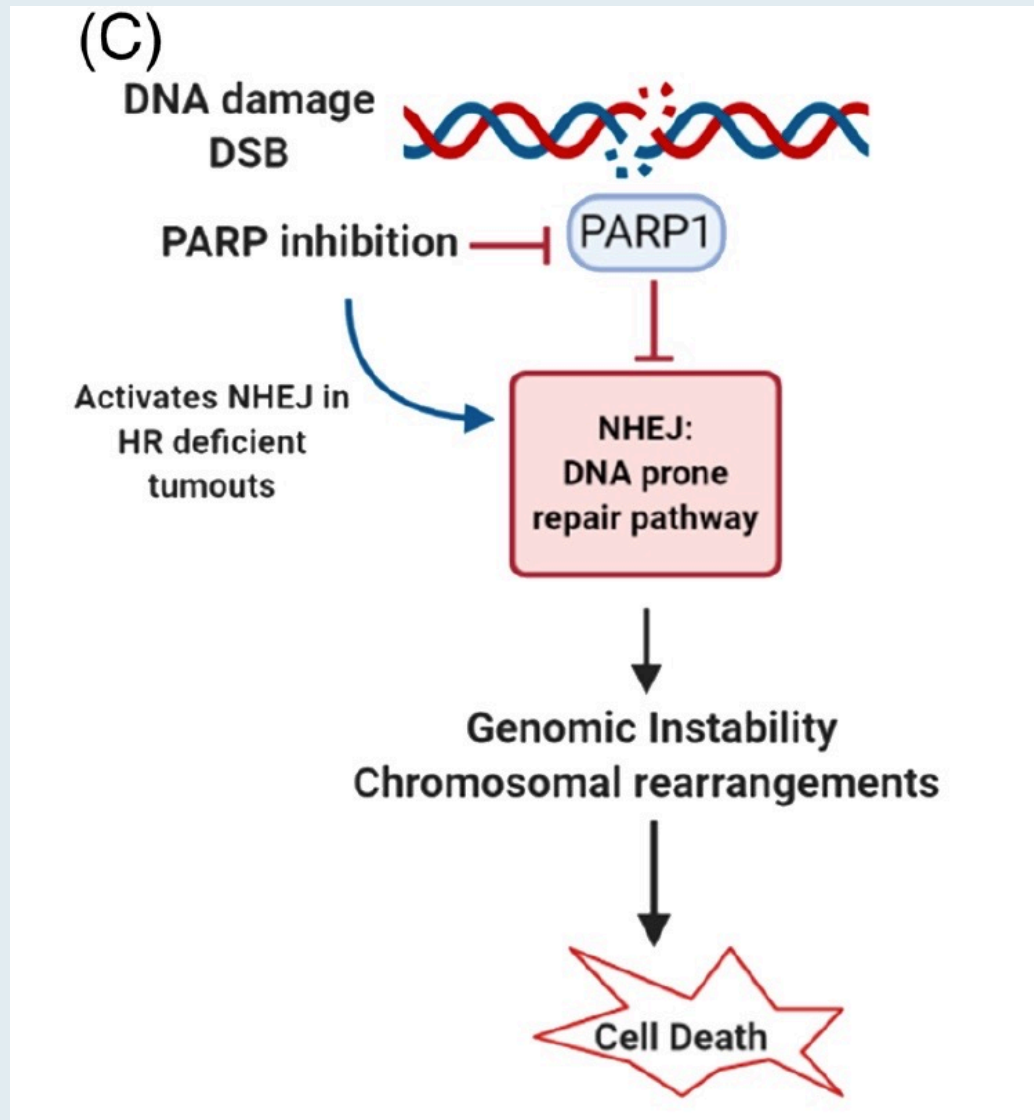 (C)
DNA damage
DSB
PARP inhibition
PARP1
Activates NHEJ in
HR deficient
tumouts
NHEJ:
DNA prone
repair pathway
Genomic Instability
Chromosomal rearrangements
Cell Death